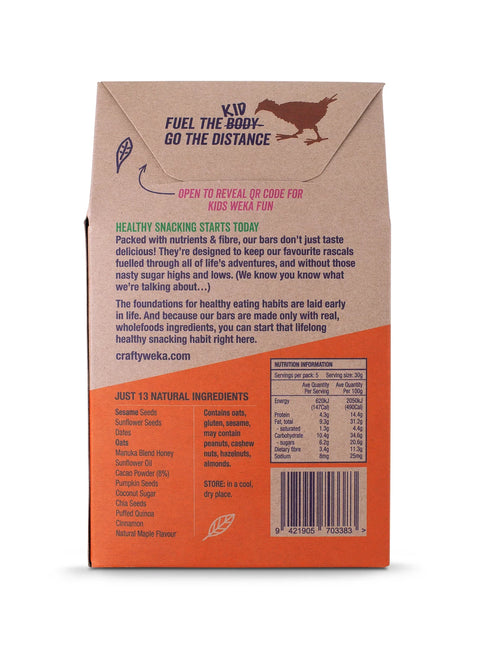 KID
FUEL THE BODY
GO THE DISTANCE
OPEN TO REVEAL QR CODE FOR
KIDS WEKA FUN
HEALTHY SNACKING STARTS TODAY
Packed with nutrients & fibre, our bars don't just taste
delicious! They're designed to keep our favourite rascals
fuelled through all of life's adventures, and without those
nasty sugar highs and lows. (We know you know what
we're talking about...)
The foundations for healthy eating habits are laid early
in life. And because our bars are made only with real,
wholefoods ingredients, you can start that lifelong
healthy snacking habit right here.
craftyweka.com
JUST 13 NATURAL INGREDIENTS
Sesame Seeds
Sunflower Seeds
Dates
Oats
Manuka Blend Honey
Sunflower Oil
Cacao Powder (8%)
Pumpkin Seeds
Coconut Sugar
Chia Seeds
Puffed Quinoa
Cinnamon
Natural Maple Flavour
Contains oats,
gluten, sesame,
may contain
peanuts, cashew
nuts, hazelnuts,
almonds.
STORE: in a cool,
dry place.
NUTRITION INFORMATION
Servings per pack: 5 Serving size: 30g
Ave Quantity Ave Quantity
Per Serving Per 100g
Energy 620kJ 2050kJ
(147Cal) (490Cal)
Protein 4.3g 14.4g
Fat, total 9.3g 31.2g
- saturated 1.3g 4.4g
Carbohydrate 10.4g 34.6g
- sugars 6.2g 20.6g
Dietary fibre 3.4g 11.3g
Sodium 8mg 25mg
9 421905 703383 >